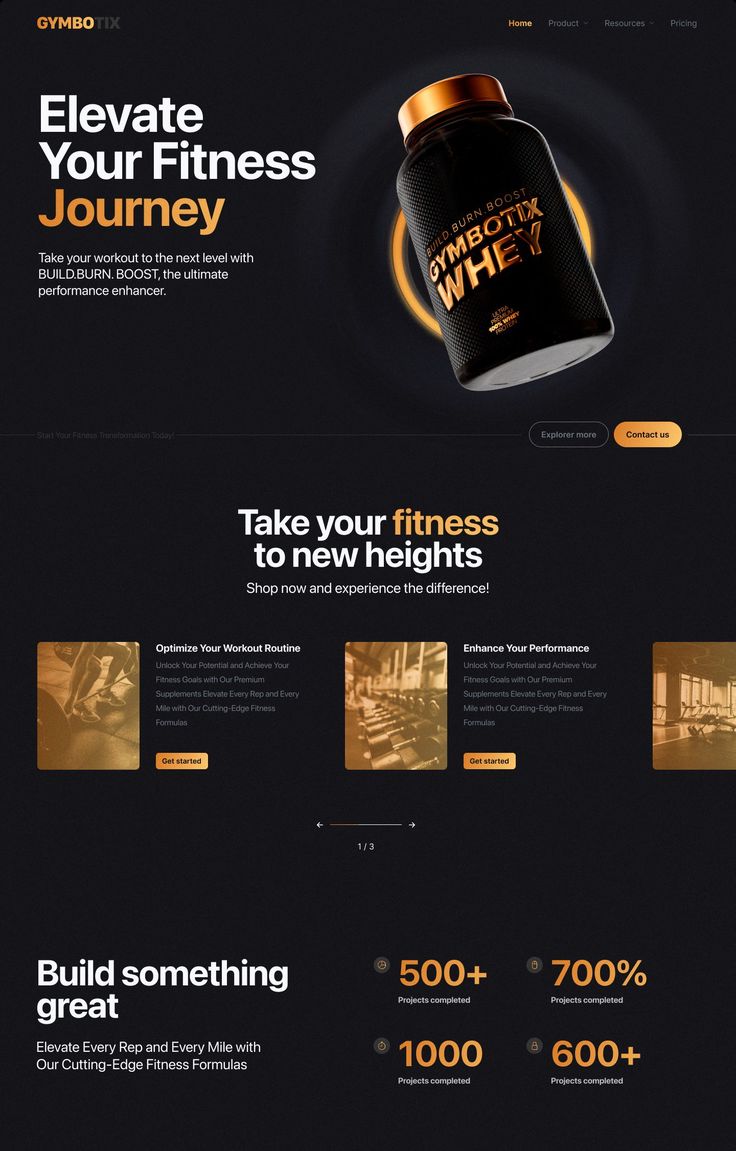 GYMBOTIX
Home Product Resources Pricing
Elevate
Your Fitness
Journey
Take your workout to the next level with
BUILD.BURN. BOOST, the ultimate
performance enhancer.
BUILD.BURN.BOOST
GYMBOTIX
WHEY
ULTRA
PREMIUM
100% WHEY
PROTEIN
Start Your Fitness Transformation Today!
Explorer more
Contact us
Take your fitness
to new heights
Shop now and experience the difference!
Optimize Your Workout Routine
Unlock Your Potential and Achieve Your
Fitness Goals with Our Premium
Supplements Elevate Every Rep and Every
Mile with Our Cutting-Edge Fitness
Formulas
Get started
Enhance Your Performance
Unlock Your Potential and Achieve Your
Fitness Goals with Our Premium
Supplements Elevate Every Rep and Every
Mile with Our Cutting-Edge Fitness
Formulas
Get started
1 / 3
Build something
great
Elevate Every Rep and Every Mile with
Our Cutting-Edge Fitness Formulas
500+
Projects completed
700%
Projects completed
1000
Projects completed
600+
Projects completed